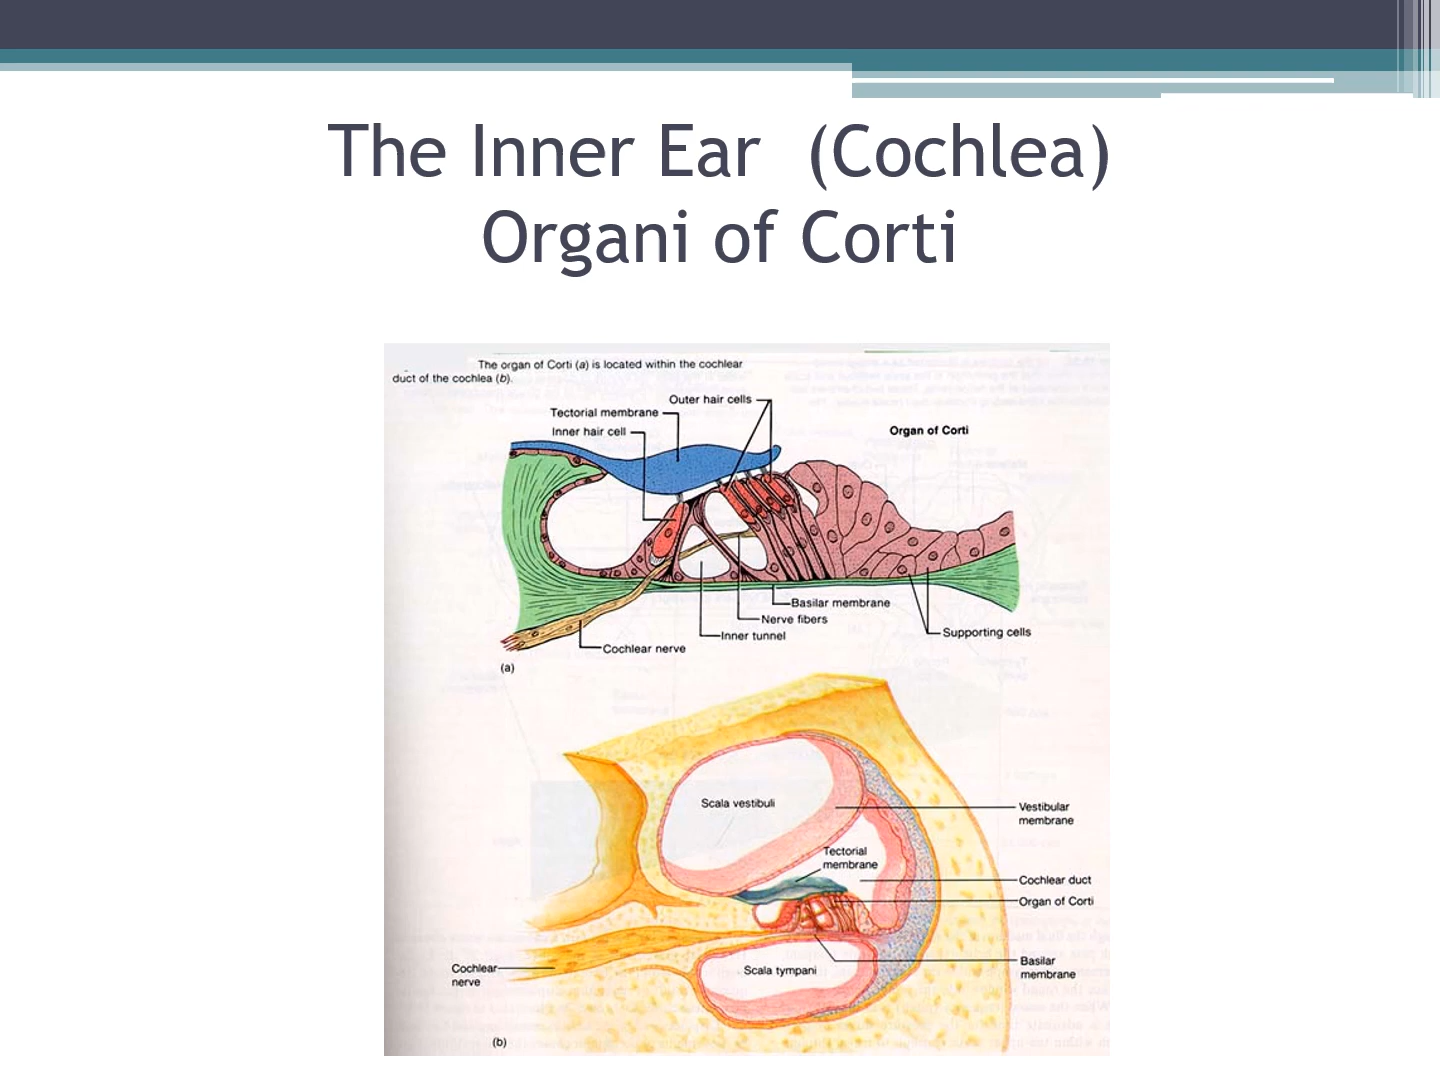 The Inner Ear (Cochlea)
Organi of Corti
The organ of Corti (a) is located within the cochlear
duct of the cochlea (b).
Outer hair cells
Tectorial membrane
Inner hair cell
Organ of Corti
Basilar membrane
Nerve fibers
Inner tunnel
Supporting cells
Cochlear nerve
(a)
Scala vestibuli
Vestibular
membrane
Tectorial
membrane
Cochlear duct
Organ of Corti
Basilar
membrane
Cochlear
nerve
Scala tympani
(b)